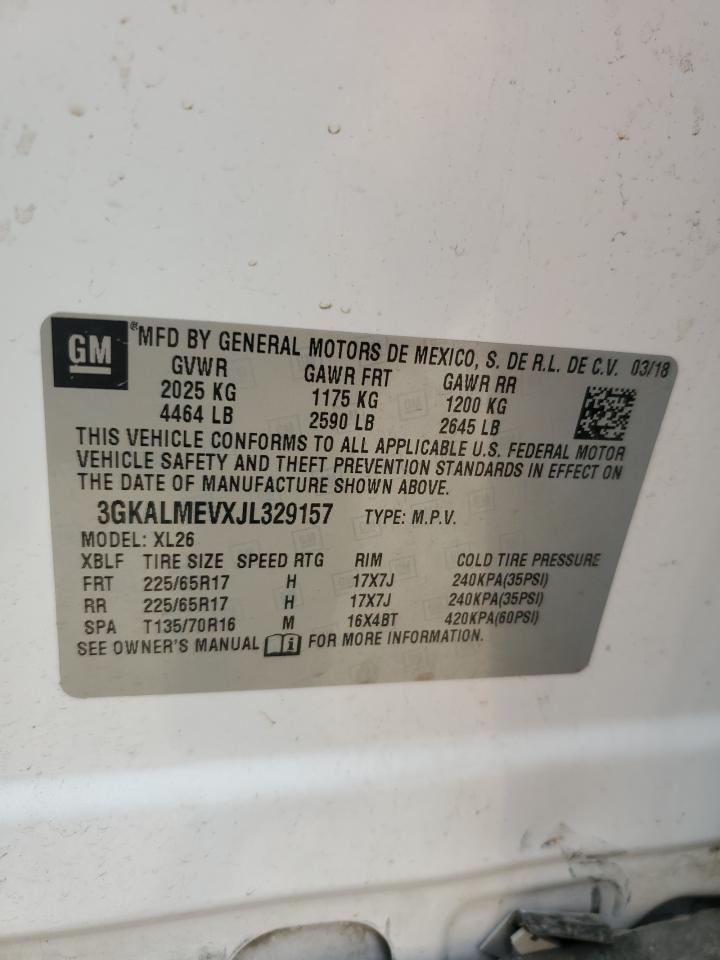 GM ® MFD BY GENERAL MOTORS DE MEXICO, S. DE R.L. DE C.V. 03/18
GVWR GAWR FRT GAWR RR
2025 KG 1175 KG 1200 KG
4464 LB 2590 LB 2645 LB
THIS VEHICLE CONFORMS TO ALL APPLICABLE U.S. FEDERAL MOTOR
VEHICLE SAFETY AND THEFT PREVENTION STANDARDS IN EFFECT ON
THE DATE OF MANUFACTURE SHOWN ABOVE.
3GKALMEVXJL329157 TYPE: M.P.V.
MODEL: XL26
XBLF TIRE SIZE SPEED RTG RIM COLD TIRE PRESSURE
FRT 225/65R17 H 17X7J 240KPA(35PSI)
RR 225/65R17 H 17X7J 240KPA(35PSI)
SPA T135/70R16 M 16X4BT 420KPA(60PSI)
SEE OWNER'S MANUAL i FOR MORE INFORMATION.